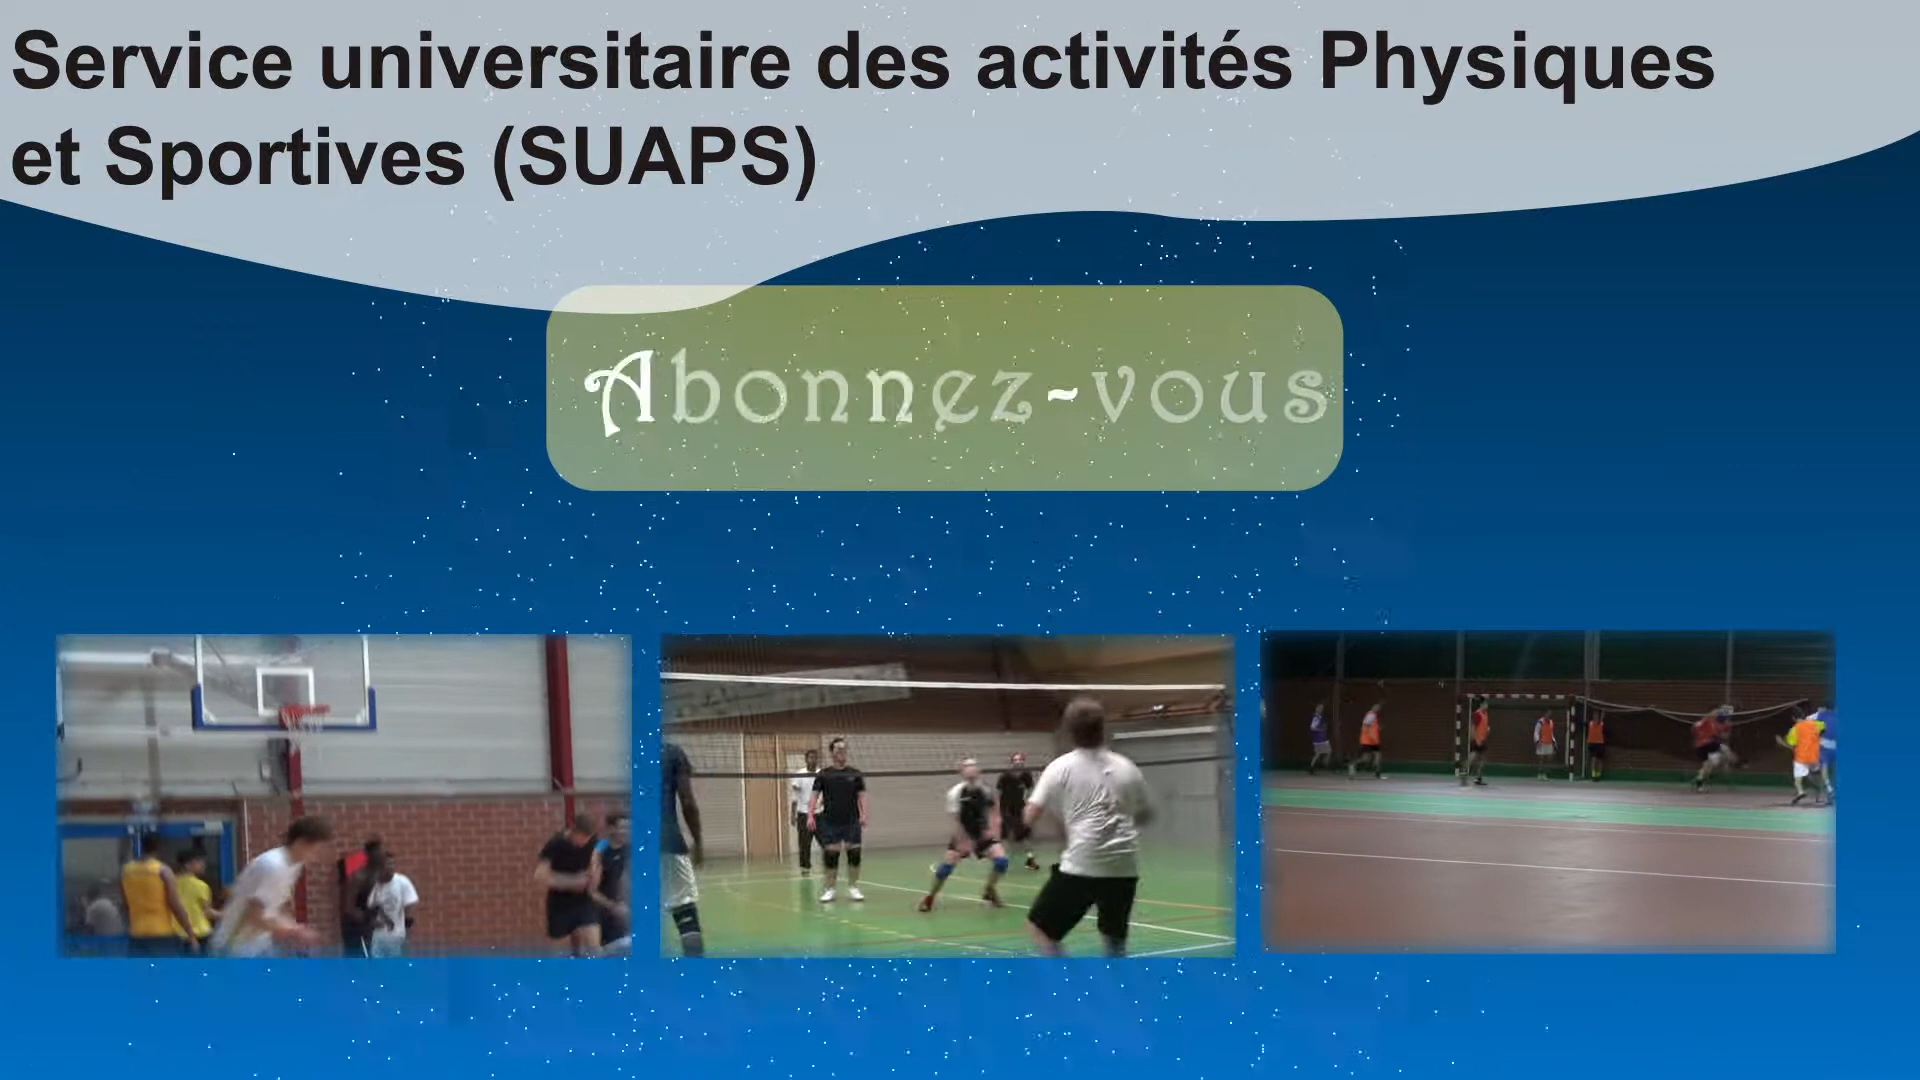 Service universitaire des activités Physiques
et Sportives (SUAPS)
Abonnez-vous